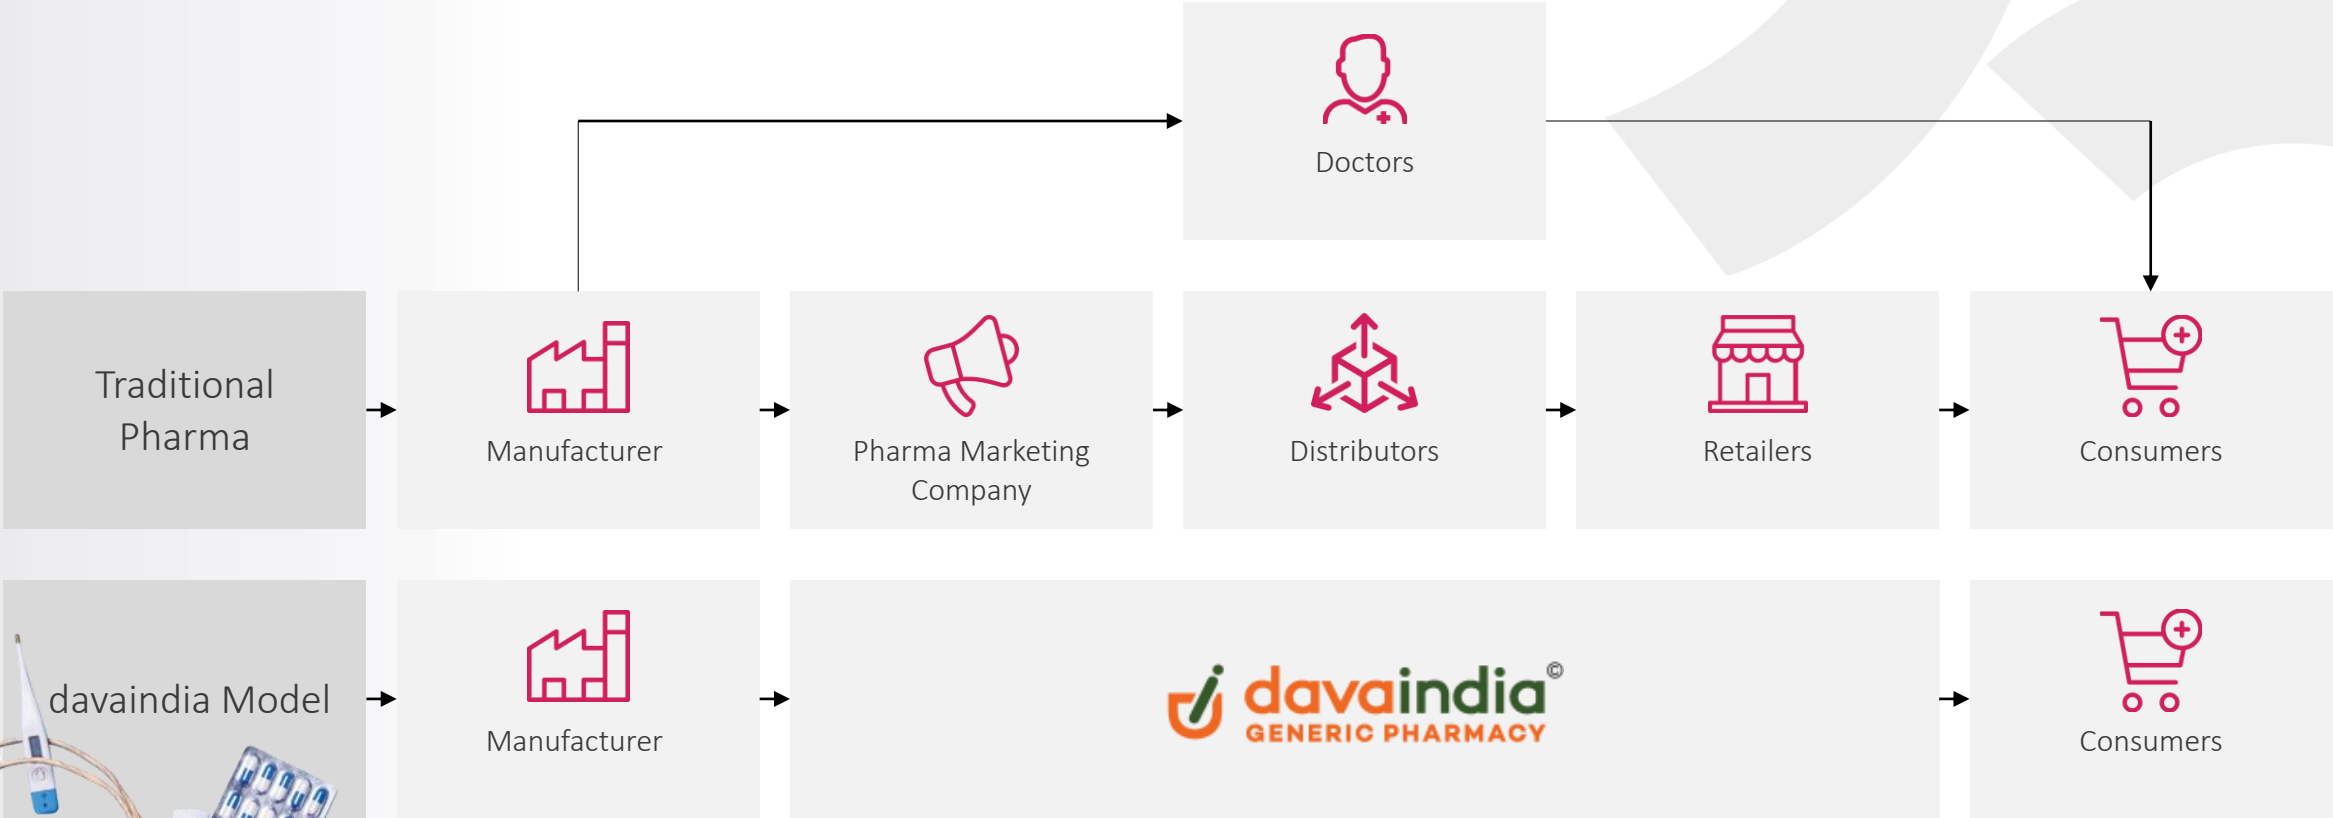 Doctors
Traditional
Pharma
Manufacturer
Pharma Marketing
Company
Distributors
Retailers
Consumers
davaindia Model
Manufacturer
davaindia©
GENERIC PHARMACY
Consumers